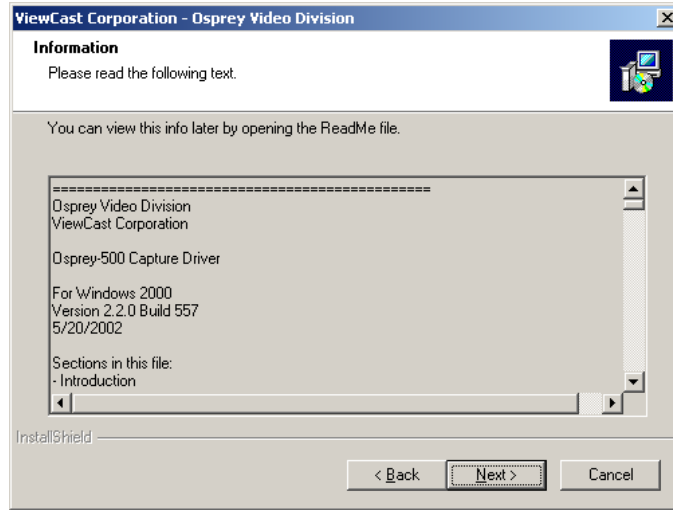 ViewCast Corporation - Osprey Video Division
Information
Please read the following text.
You can view this info later by opening the ReadMe file.
===============================================
Osprey Video Division
ViewCast Corporation
Osprey-500 Capture Driver
For Windows 2000
Version 2.2.0 Build 557
5/20/2002
Sections in this file:
- Introduction
InstallShield
< Back
Next >
Cancel